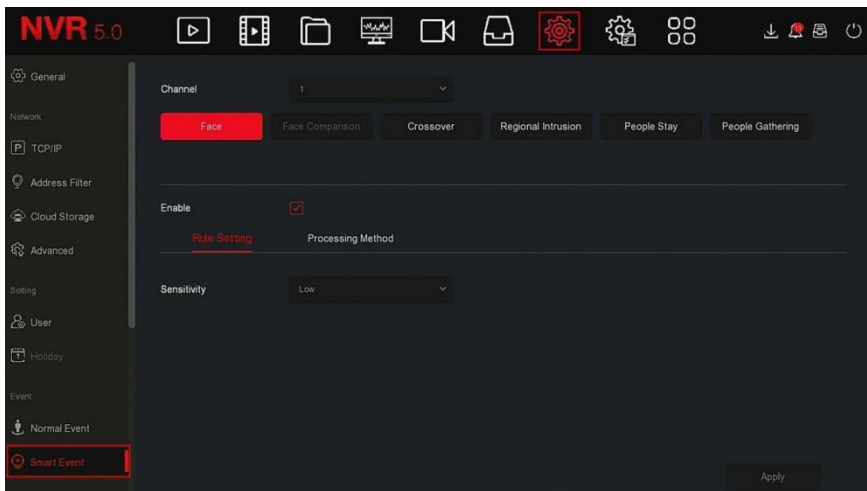 NVR 5.0
General
Channel
1
Face
Face Comparison
Crossover
Regional Intrusion
People Stay
People Gathering
Network
TCP/IP
Address Filter
Cloud Storage
Advanced
Enable
Rule Setting
Processing Method
Sensitivity
Low
Setting
User
Holiday
Event
Normal Event
Smart Event
Apply